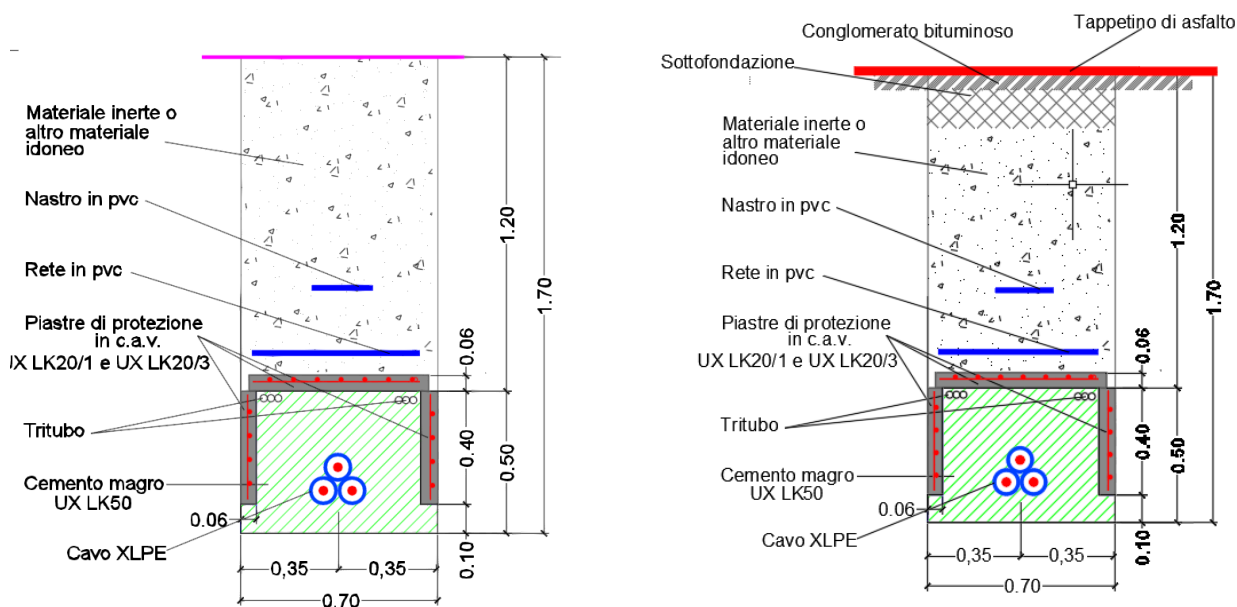 Materiale inerte o
altro materiale
idoneo
Nastro in pvc
Rete in pvc
Piastre di protezione
in c.a.v.
UX LK20/1 e UX LK20/3
Tritubo
Cemento magro
UX LK50
0.06
Cavo XLPE
0,35
0,35
0.70
1.20
1.70
0.06
0.40
0.50
0.10
Tappetino di asfalto
Conglomerato bituminoso
Sottofondazione
Materiale inerte o
altro materiale
idoneo
Nastro in pvc
Rete in pvc
Piastre di protezione
in c.a.v.
UX LK20/1 e UX LK20/3
Tritubo
Cemento magro
UX LK50
0.06
Cavo XLPE
0,35
0,35
0.70
1.20
1.70
0.06
0.40
0.50
0.10